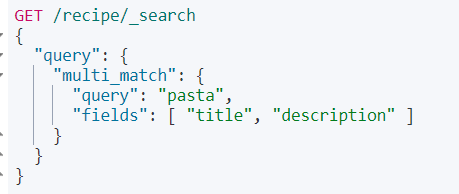 GET /recipe/_search
{
  "query": {
    "multi_match": {
      "query": "pasta",
      "fields": [ "title", "description" ]
    }
  }
}